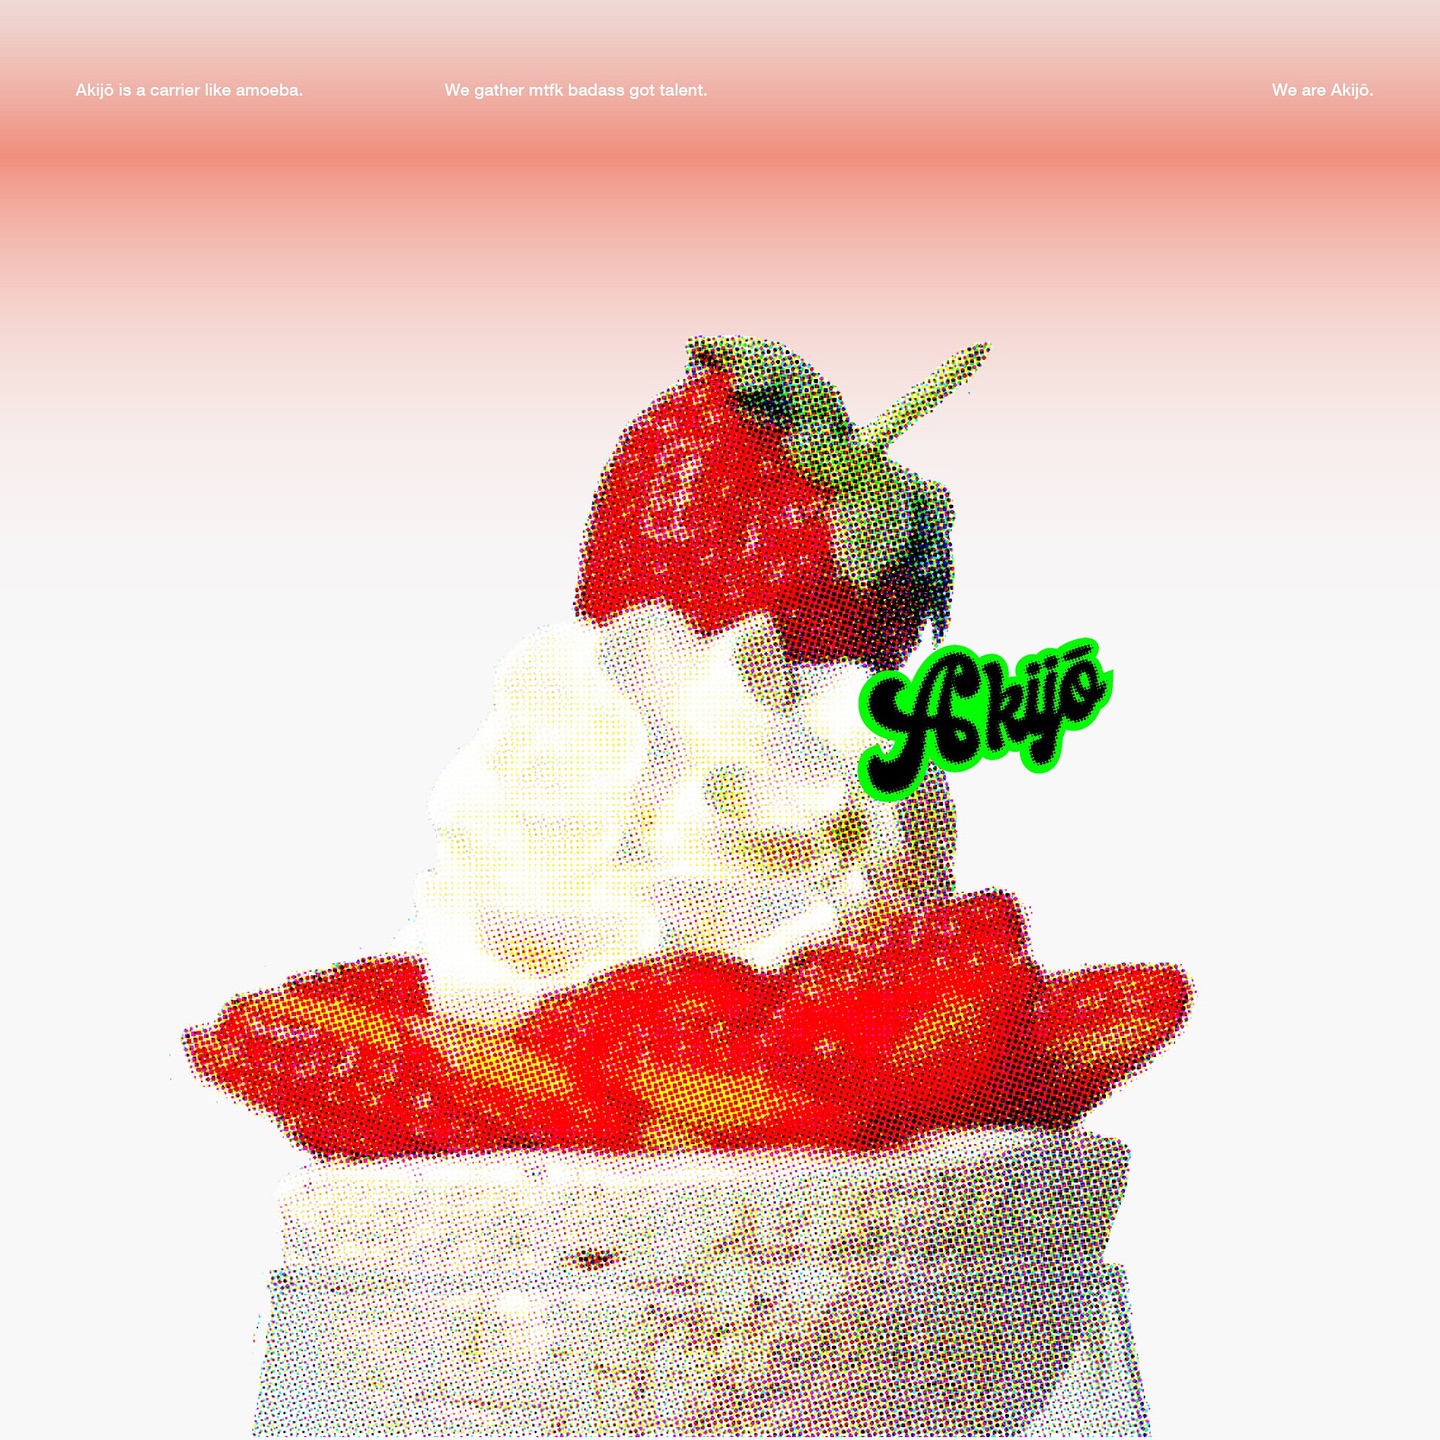 Akijō is a carrier like amoeba.
We gather mtfk badass got talent.
We are Akijō.
Akijō